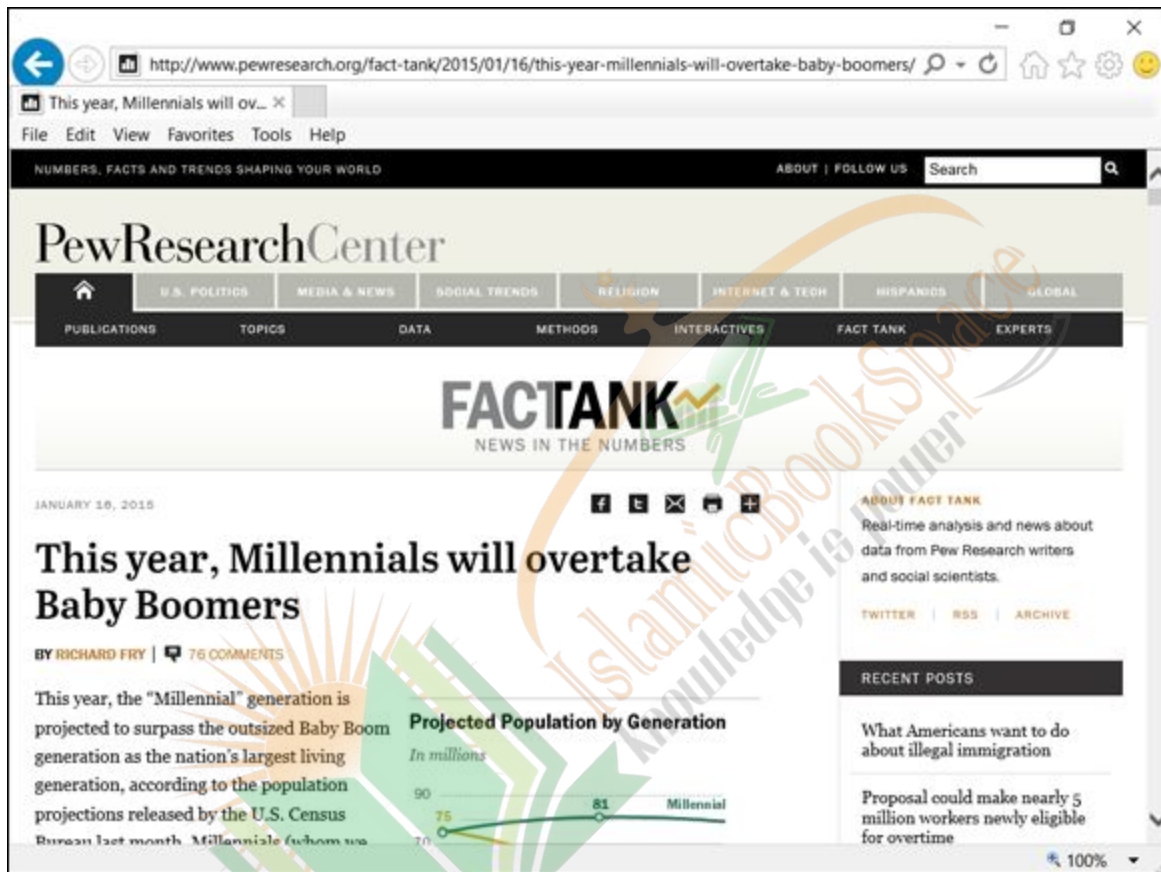 http://www.pewresearch.org/fact-tank/2015/01/16/this-year-millennials-will-overtake-baby-boomers/
This year, Millennials will ov...
File Edit View Favorites Tools Help
NUMBERS, FACTS AND TRENDS SHAPING YOUR WORLD
ABOUT | FOLLOW US
Search
PewResearchCenter
U.S. POLITICS MEDIA & NEWS SOCIAL TRENDS RELIGION INTERNET & TECH HISPANICS GLOBAL
PUBLICATIONS TOPICS DATA METHODS INTERACTIVES FACT TANK EXPERTS
FACTTANK
NEWS IN THE NUMBERS
JANUARY 16, 2015
This year, Millennials will overtake
Baby Boomers
BY RICHARD FRY | 76 COMMENTS
This year, the “Millennial” generation is
projected to surpass the outsized Baby Boom
generation as the nation’s largest living
generation, according to the population
projections released by the U.S. Census
Bureau last month. Millennials (whom we
Projected Population by Generation
In millions
90
75
81
Millennial
70
ABOUT FACT TANK
Real-time analysis and news about
data from Pew Research writers
and social scientists.
TWITTER | RSS | ARCHIVE
RECENT POSTS
What Americans want to do
about illegal immigration
Proposal could make nearly 5
million workers newly eligible
for overtime
100%
IslamicBookSpace
knowledge is power